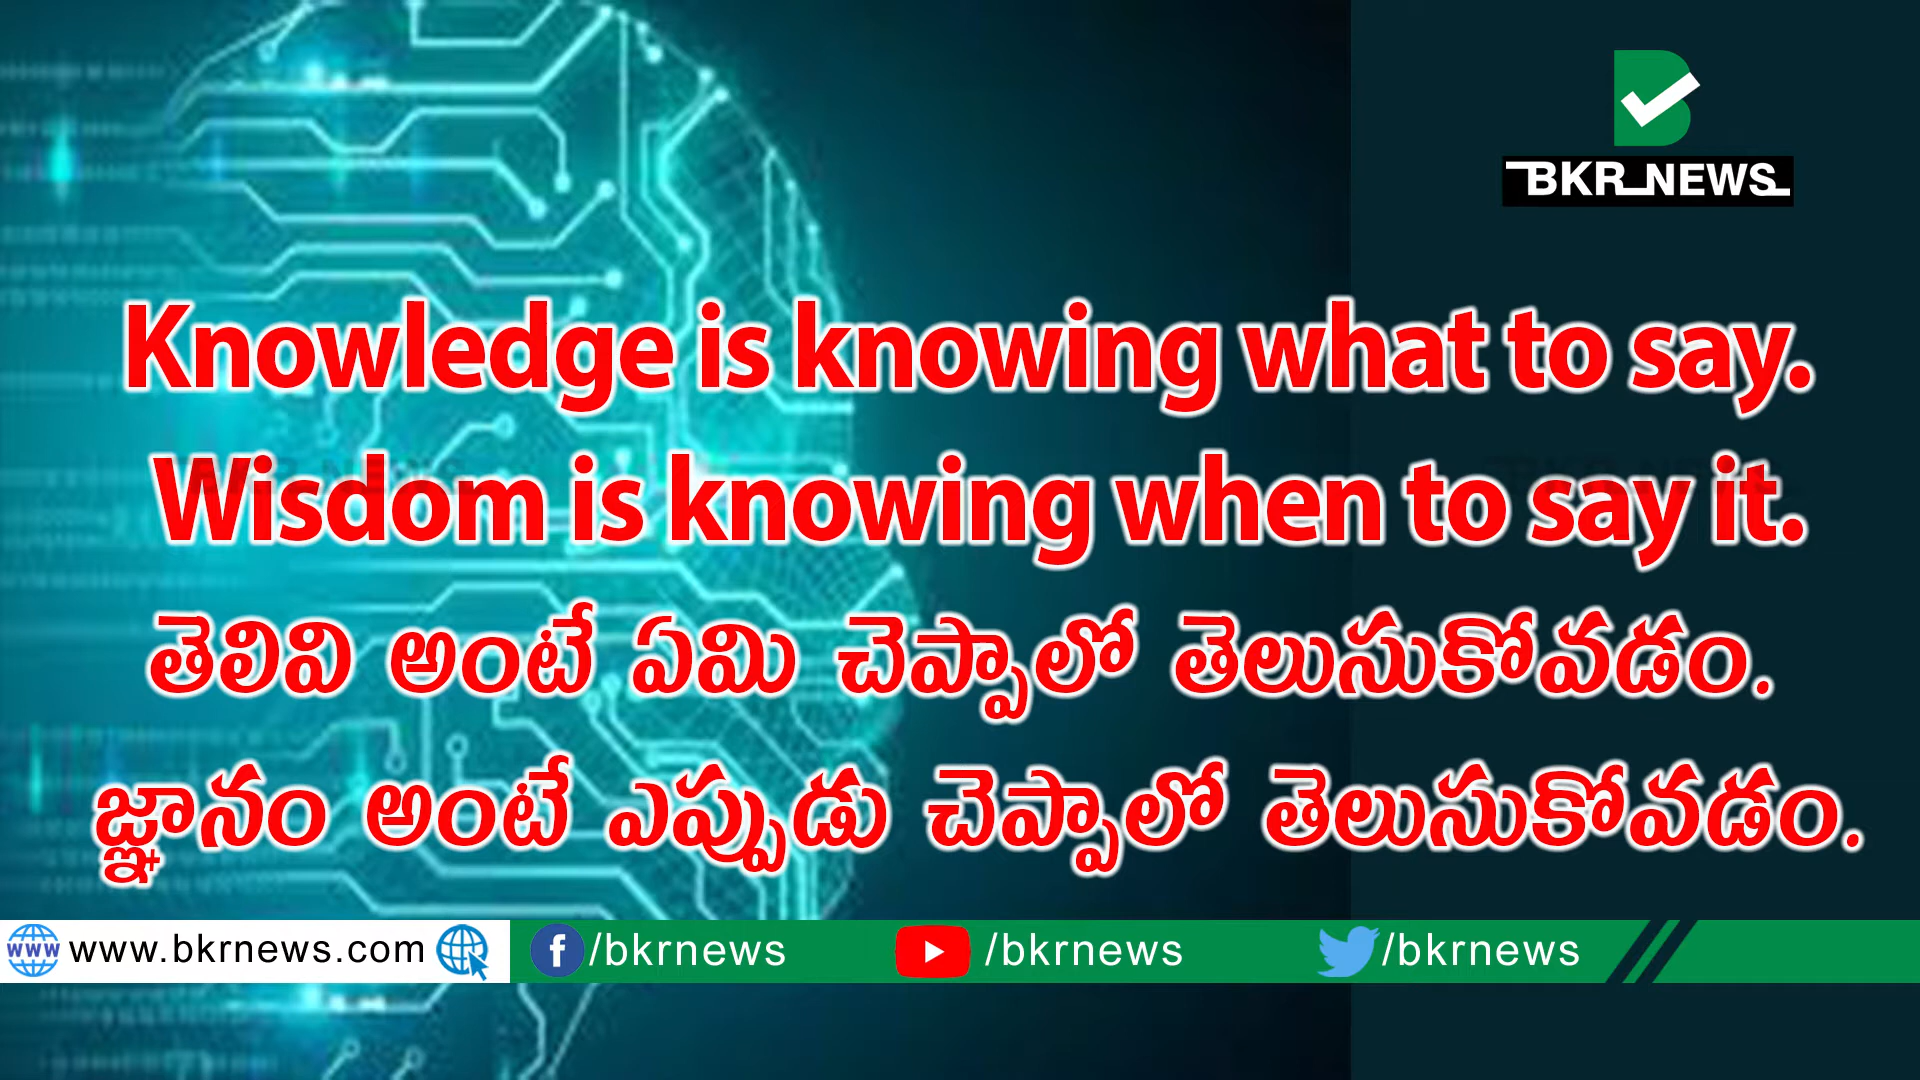 BKR NEWS
Knowledge is knowing what to say.
Wisdom is knowing when to say it.
తెలివి అంటే ఏమి చెప్పాలో తెలుసుకోవడం.
జ్ఞానం అంటే ఎప్పుడు చెప్పాలో తెలుసుకోవడం.
www www.bkrnews.com f /bkrnews /bkrnews /bkrnews